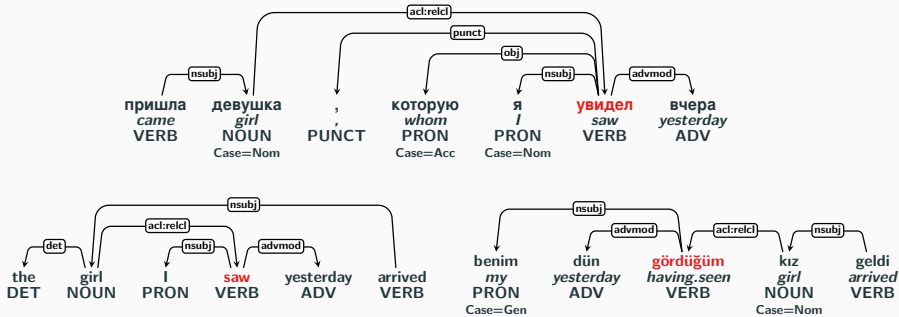 acl:relcl
punct
obj
nsubj nsubj advmod
пришла девушка , которую я увидел вчера
came girl , whom I saw yesterday
VERB NOUN PUNCT PRON PRON VERB ADV
Case=Nom Case=Acc Case=Nom
nsubj
acl:relcl
det nsubj advmod
the girl I saw yesterday arrived
DET NOUN PRON VERB ADV VERB
nsubj
advmod acl:relcl nsubj
benim dün gördüğüm kız geldi
my yesterday having.seen girl arrived
PRON ADV VERB NOUN VERB
Case=Gen Case=Nom